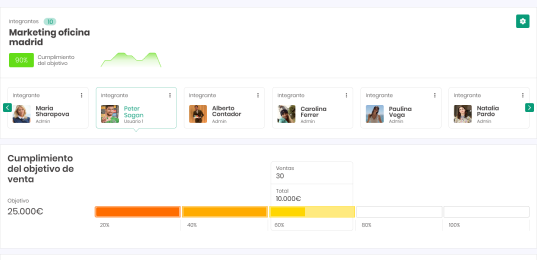 integrantes 10
Marketing oficina
madrid
90%
Cumplimiento
del objetivo
Integrante
Maria
Sharapova
Admin
Integrante
Peter
Sagan
Usuario 1
Integrante
Alberto
Contador
Admin
Integrante
Carolina
Ferrer
Admin
Integrante
Paulina
Vega
Admin
Integrante
Natalia
Pardo
Admin
Cumplimiento
del objetivo de
venta
Objetivo
25.000€
Ventas
30
Total
10.000€
20%
40%
60%
80%
100%